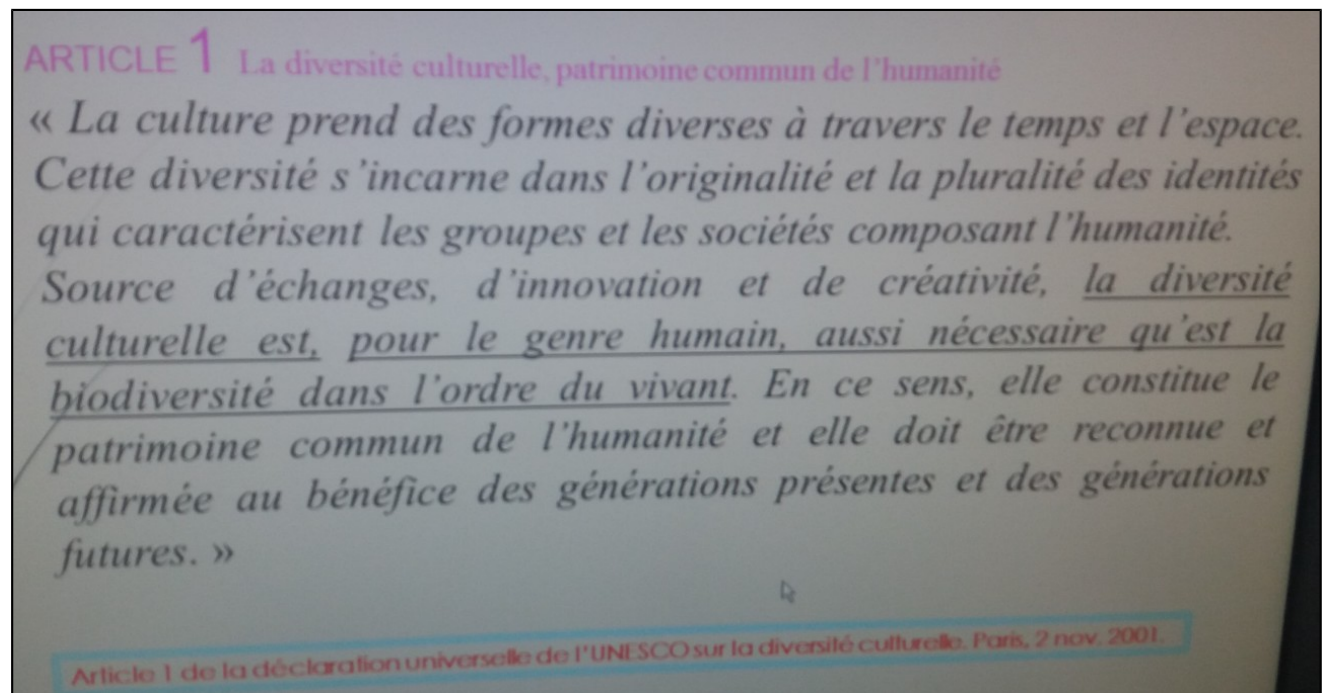 ARTICLE 1 La diversité culturelle, patrimoine commun de l’humanité
« La culture prend des formes diverses à travers le temps et l’espace.
Cette diversité s’incarne dans l’originalité et la pluralité des identités
qui caractérisent les groupes et les sociétés composant l’humanité.
Source d’échanges, d’innovation et de créativité, la diversité
culturelle est, pour le genre humain, aussi nécessaire qu’est la
biodiversité dans l’ordre du vivant. En ce sens, elle constitue le
patrimoine commun de l’humanité et elle doit être reconnue et
affirmée au bénéfice des générations présentes et des générations
futures. »
Article 1 de la déclaration universelle de l’UNESCO sur la diversité culturelle. Paris, 2 nov. 2001.